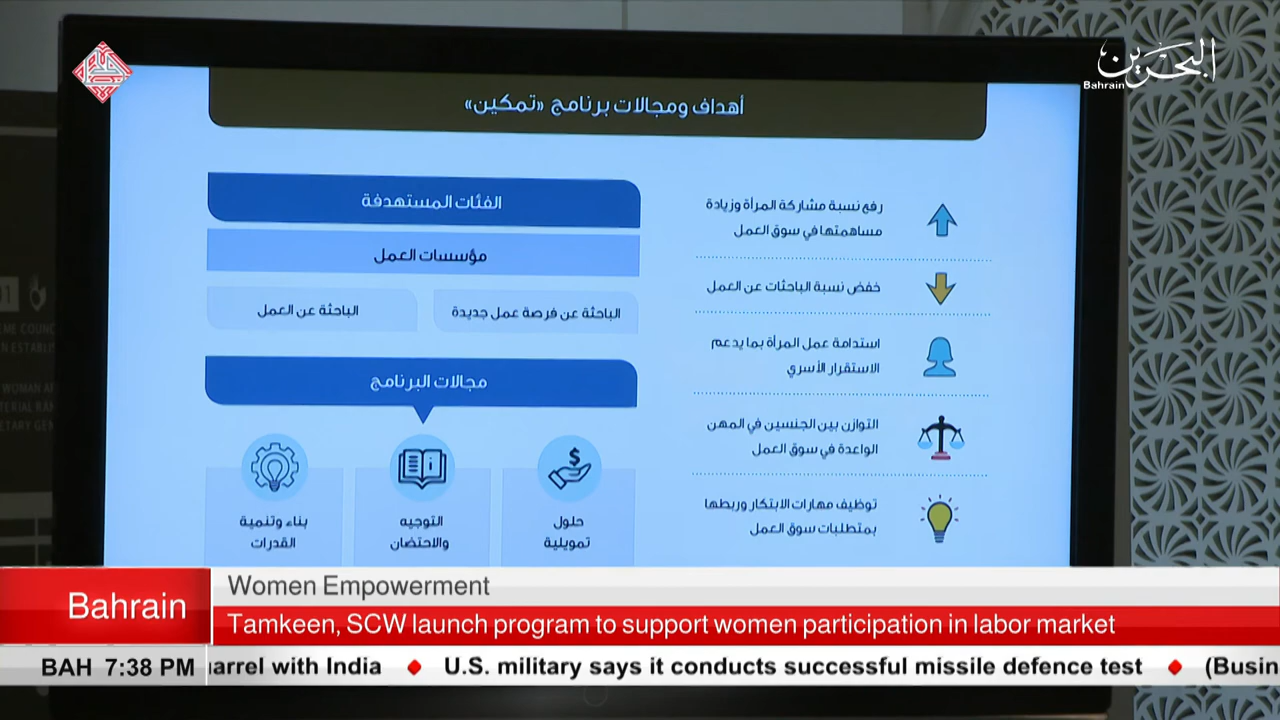 البحرين
Bahrain
أهداف ومجالات برنامج «تمكين»
رفع نسبة مشاركة المرأة وزيادة
مساهمتها في سوق العمل
خفض نسبة الباحثات عن العمل
استدامة عمل المرأة بما يدعم
الاستقرار الأسري
التوازن بين الجنسين في المهن
الواعدة في سوق العمل
توظيف مهارات الابتكار وربطها
بمتطلبات سوق العمل
الفئات المستهدفة
مؤسسات العمل
الباحثة عن فرصة عمل جديدة
الباحثة عن العمل
مجالات البرنامج
حلول
تمويلية
التوجيه
والاحتضان
بناء وتنمية
القدرات
Bahrain
Women Empowerment
Tamkeen, SCW launch program to support women participation in labor market
BAH 7:38 PM
with India ♦ U.S. military says it conducts successful missile defence test ♦